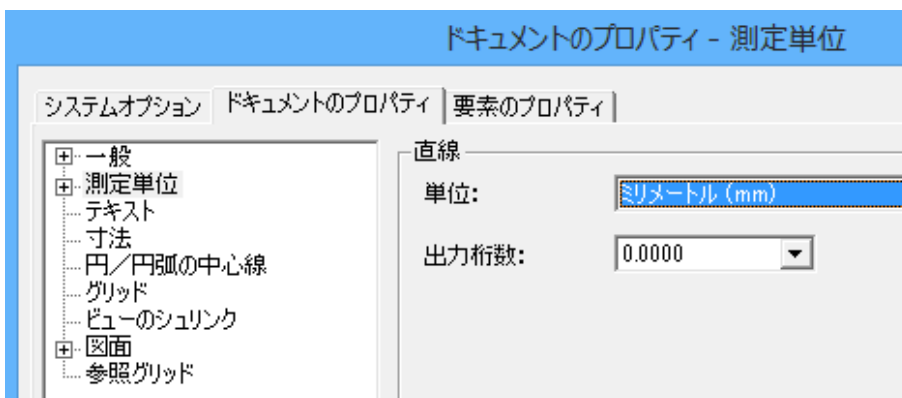 ドキュメントのプロパティ - 測定単位
システムオプション ドキュメントのプロパティ 要素のプロパティ
一般
測定単位
テキスト
寸法
円/円弧の中心線
グリッド
ビューのシュリンク
図面
参照グリッド
直線
単位: ミリメートル (mm)
出力桁数: 0.0000